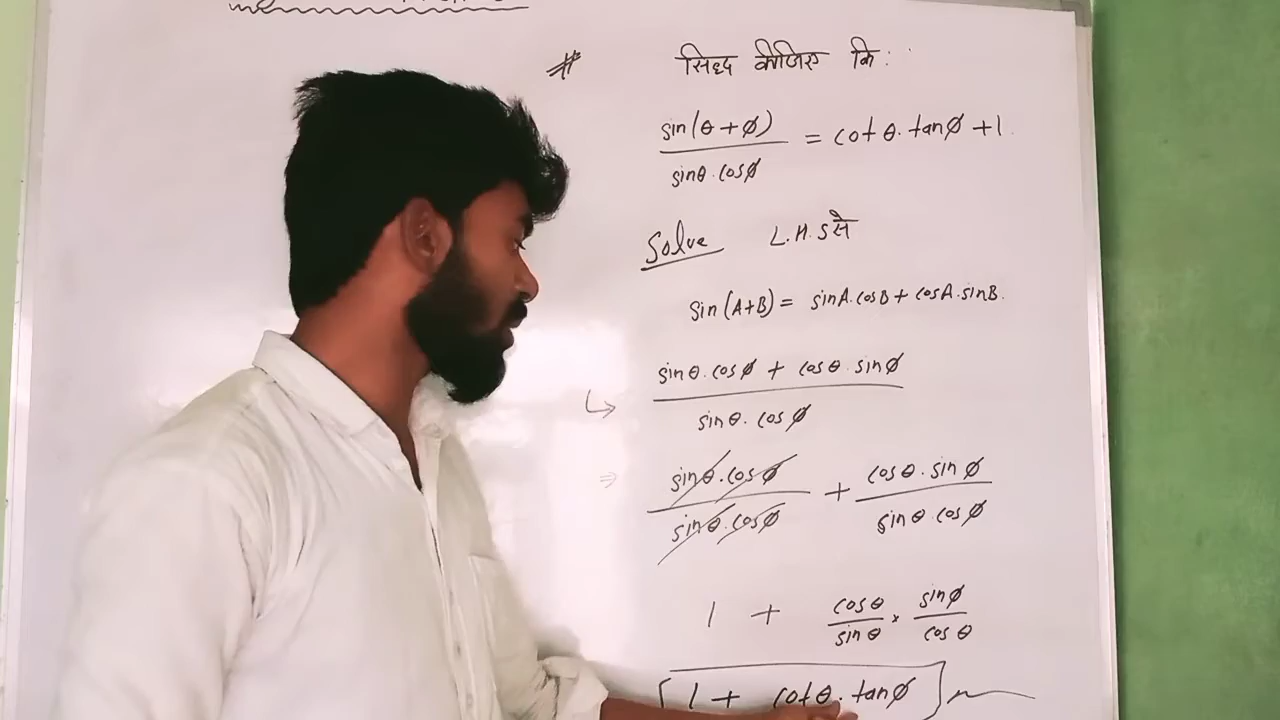 # सिद्ध कीजिए कि:
sin(θ+φ) / sinθ.cosφ = cotθ.tanφ+1
Solve L.H.S से
sin(A+B) = sinA.cosB + cosA.sinB.
↳ sinθ.cosφ + cosθ.sinφ / sinθ.cosφ
⇒ sinθ.cosφ / sinθ.cosφ + cosθ.sinφ / sinθ.cosφ
1 + cosθ / sinθ × sinφ / cosθ
[1 + cotθ.tanφ]